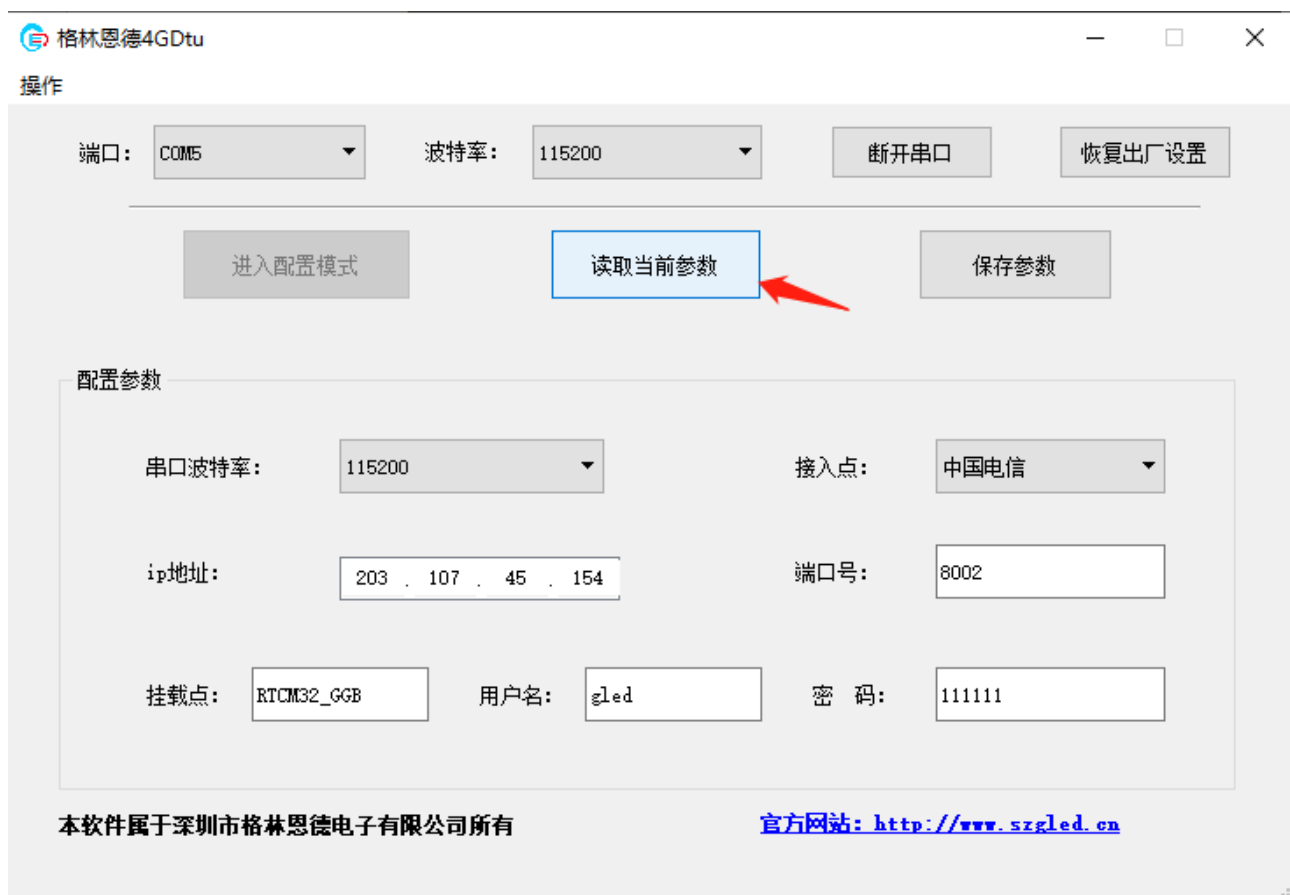 格林恩德4GDtu
操作
端口： COM5 波特率： 115200 断开串口 恢复出厂设置
进入配置模式 读取当前参数 保存参数
配置参数
串口波特率： 115200 接入点： 中国电信
ip地址： 203 . 107 . 45 . 154 端口号： 8002
挂载点： RTCM32_GGB 用户名： gled 密 码： 111111
本软件属于深圳市格林恩德电子有限公司所有 官方网站：http://www.szgled.cn